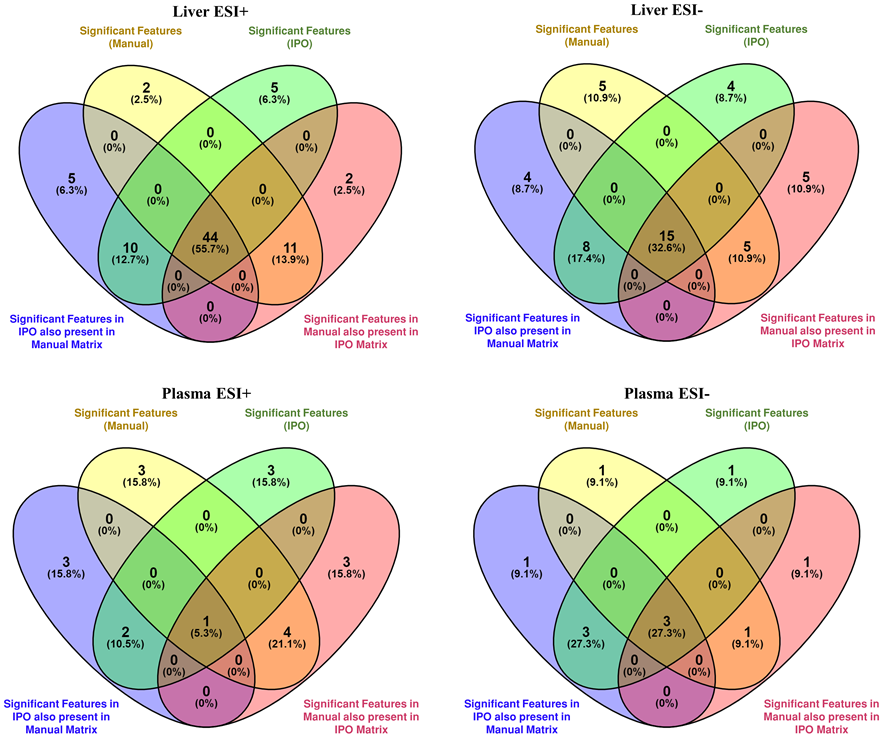 Liver ESI+
Significant Features
(Manual)
Significant Features
(IPO)
2
(2.5%)
5
(6.3%)
0
(0%)
0
(0%)
0
(0%)
5
(6.3%)
2
(2.5%)
0
(0%)
0
(0%)
10
(12.7%)
44
(55.7%)
11
(13.9%)
0
(0%)
0
(0%)
0
(0%)
Significant Features in
IPO also present in
Manual Matrix
Significant Features in
Manual also present in
IPO Matrix
Liver ESI-
Significant Features
(Manual)
Significant Features
(IPO)
5
(10.9%)
4
(8.7%)
0
(0%)
0
(0%)
0
(0%)
4
(8.7%)
5
(10.9%)
0
(0%)
0
(0%)
8
(17.4%)
15
(32.6%)
5
(10.9%)
0
(0%)
0
(0%)
0
(0%)
Significant Features in
IPO also present in
Manual Matrix
Significant Features in
Manual also present in
IPO Matrix
Plasma ESI+
Significant Features
(Manual)
Significant Features
(IPO)
3
(15.8%)
3
(15.8%)
0
(0%)
0
(0%)
0
(0%)
3
(15.8%)
3
(15.8%)
0
(0%)
0
(0%)
2
(10.5%)
1
(5.3%)
4
(21.1%)
0
(0%)
0
(0%)
0
(0%)
Significant Features in
IPO also present in
Manual Matrix
Significant Features in
Manual also present in
IPO Matrix
Plasma ESI-
Significant Features
(Manual)
Significant Features
(IPO)
1
(9.1%)
1
(9.1%)
0
(0%)
0
(0%)
0
(0%)
1
(9.1%)
1
(9.1%)
0
(0%)
0
(0%)
3
(27.3%)
3
(27.3%)
1
(9.1%)
0
(0%)
0
(0%)
0
(0%)
Significant Features in
IPO also present in
Manual Matrix
Significant Features in
Manual also present in
IPO Matrix